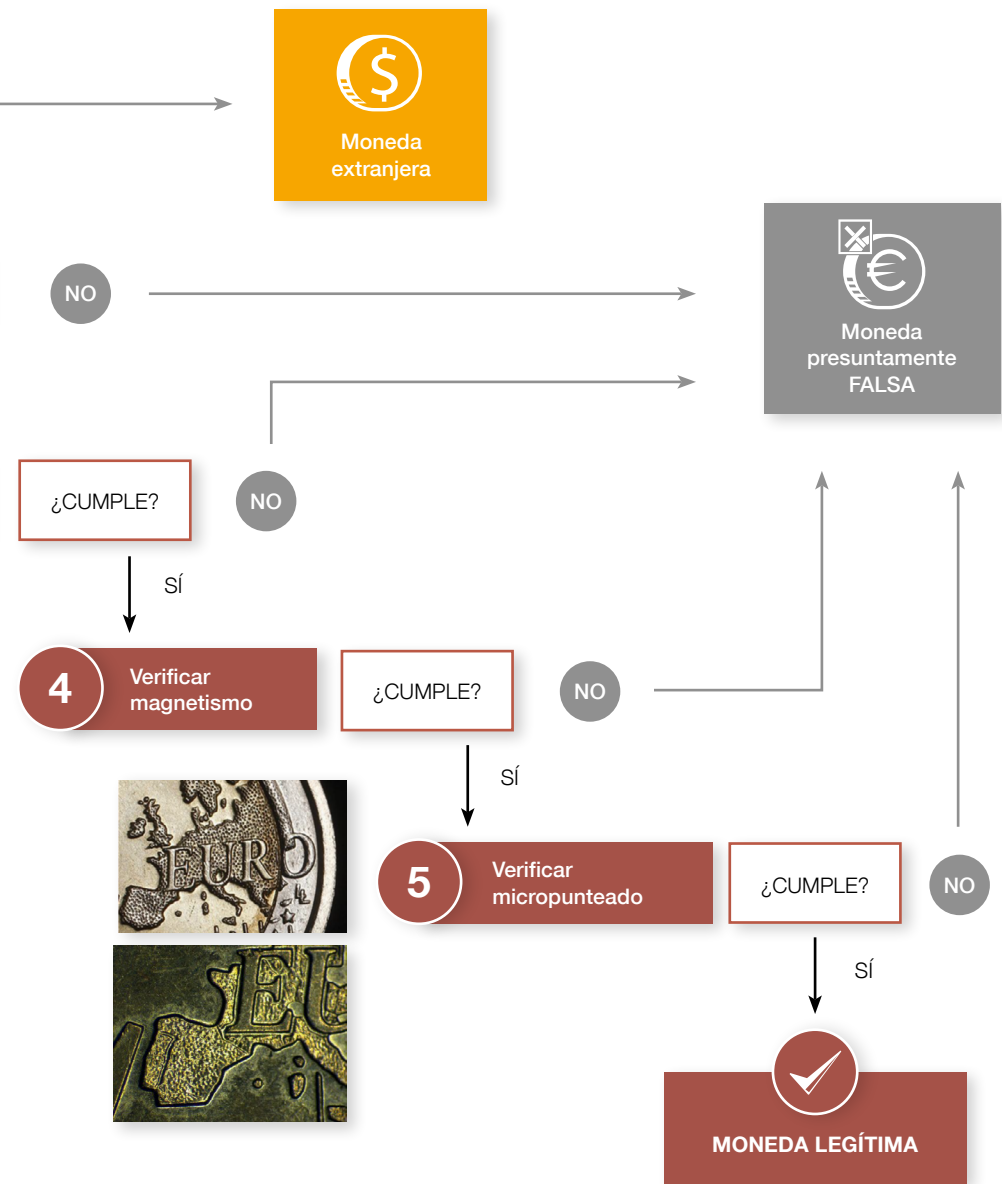 Moneda
extranjera
NO
Moneda
presuntamente
FALSA
¿CUMPLE?
NO
SÍ
4
Verificar
magnetismo
¿CUMPLE?
NO
SÍ
EURO
5
Verificar
micropunteado
¿CUMPLE?
NO
SÍ
EU
MONEDA LEGÍTIMA